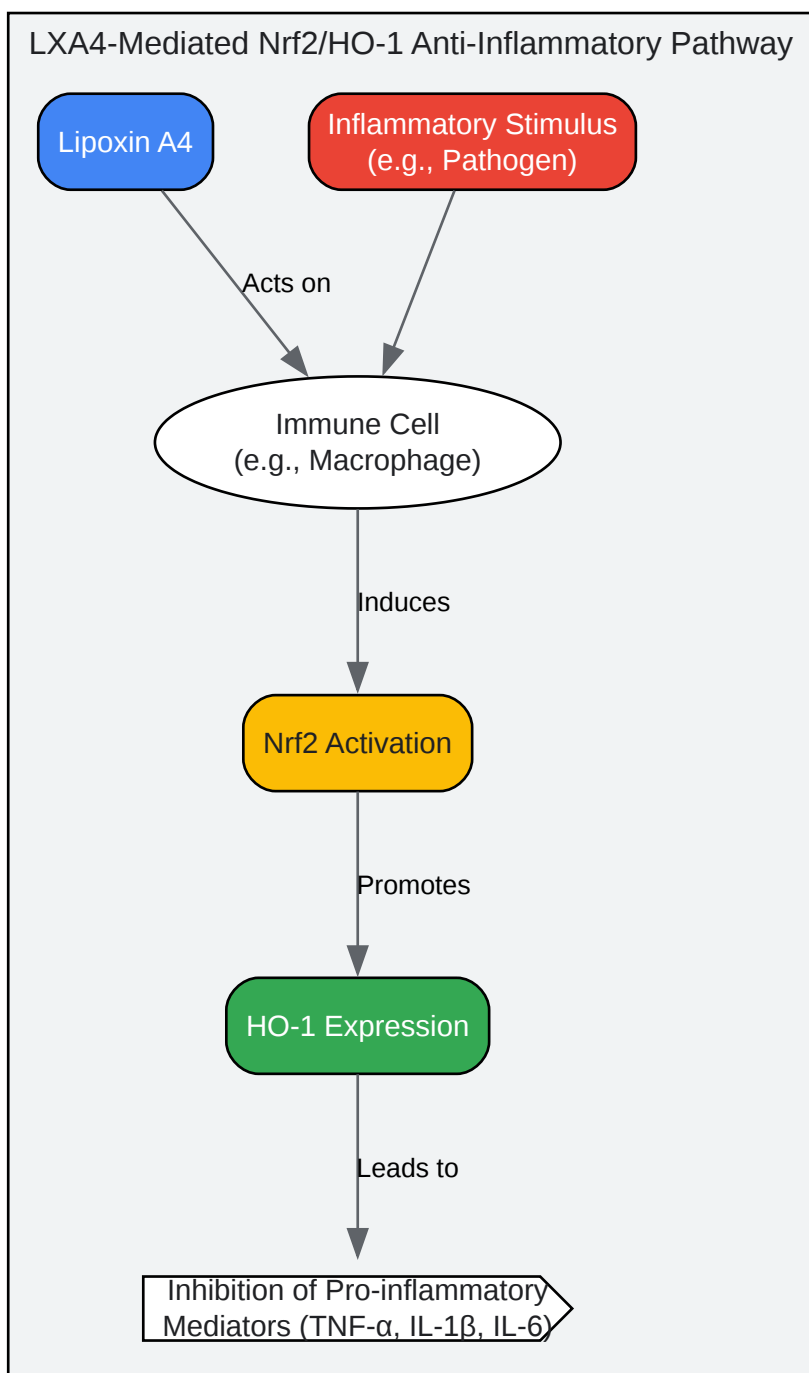 LXA4-Mediated Nrf2/HO-1 Anti-Inflammatory Pathway
Lipoxin A4
Inflammatory Stimulus
(e.g., Pathogen)
Acts on
Immune Cell
(e.g., Macrophage)
Induces
Nrf2 Activation
Promotes
HO-1 Expression
Leads to
Inhibition of Pro-inflammatory
Mediators (TNF-α, IL-1β, IL-6)